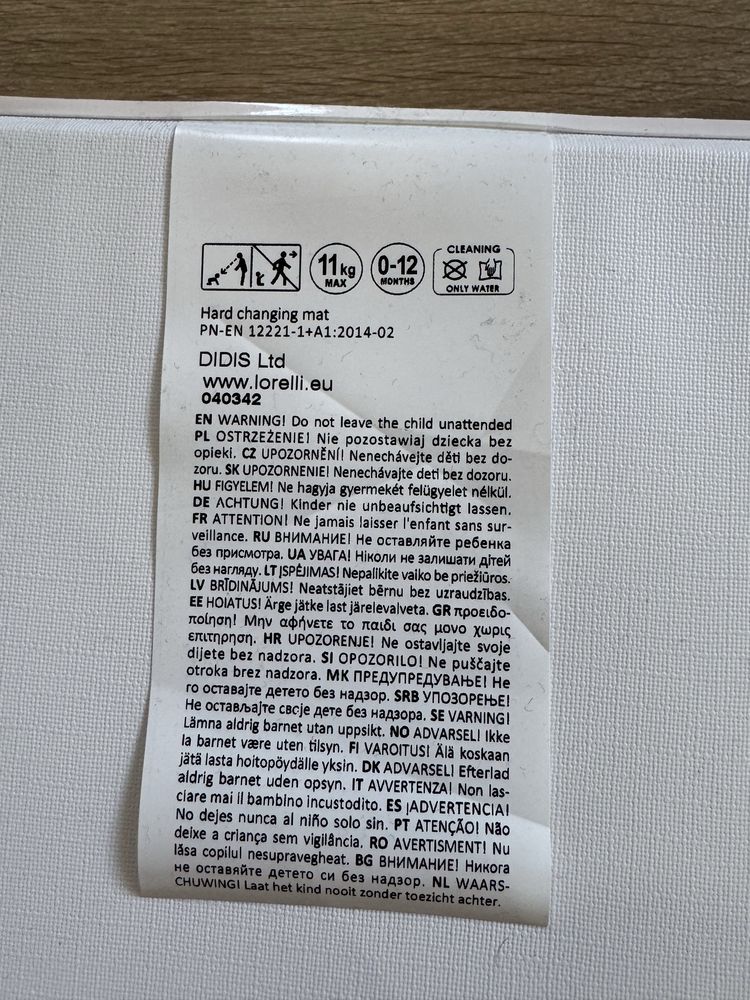 11kg
MAX
0-12
MONTHS
CLEANING
ONLY WATER
Hard changing mat
PN-EN 12221-1+A1:2014-02
DIDIS Ltd
www.lorelli.eu
040342
EN WARNING! Do not leave the child unattended
PL OSTRZEŻENIE! Nie pozostawiaj dziecka bez
opieki. CZ UPOZORNĚNÍ! Nenechávejte děti bez do-
zoru. SK UPOZORNENIE! Nenechávajte deti bez dozoru.
HU FIGYELEM! Ne hagyja gyermekét felügyelet nélkül.
DE ACHTUNG! Kinder nie unbeaufsichtigt lassen.
FR ATTENTION! Ne jamais laisser l'enfant sans sur-
veillance. RU ВНИМАНИЕ! Не оставляйте ребенка
без присмотра. UA УВАГА! Ніколи не залишати дітей
без нагляду. LT ĮSPĖJIMAS! Nepalikite vaiko be priežiūros.
LV BRĪDINĀJUMS! Neatstājiet bērnu bez uzraudzības.
EE HOIATUS! Ärge jätke last järelevalveta. GR προειδο-
ποίηση! Μην αφήνετε το παιδι σας μονο χωρις
επιτηρηση. HR UPOZORENJE! Ne ostavljajte svoje
dijete bez nadzora. SI OPOZORILO! Ne puščajte
otroka brez nadzora. MK ПРЕДУПРЕДУВАЊЕ! Не
го оставајте детето без надзор. SRB УПОЗОРЕЊЕ!
Не остављајте своје дете без надзора. SE VARNING!
Lämna aldrig barnet utan uppsikt. NO ADVARSEL! Ikke
la barnet være uten tilsyn. FI VAROITUS! Älä koskaan
jätä lasta hoitopöydälle yksin. DK ADVARSEL! Efterlad
aldrig barnet uden opsyn. IT AVVERTENZA! Non las-
ciare mai il bambino incustodito. ES ¡ADVERTENCIA!
No dejes nunca al niño solo sin. PT ATENÇÃO! Não
deixe a criança sem vigilância. RO AVERTISMENT! Nu
lăsa copilul nesupravegheat. BG ВНИМАНИЕ! Никога
не оставяйте детето си без надзор. NL WAARS-
CHUWING! Laat het kind nooit zonder toezicht achter.